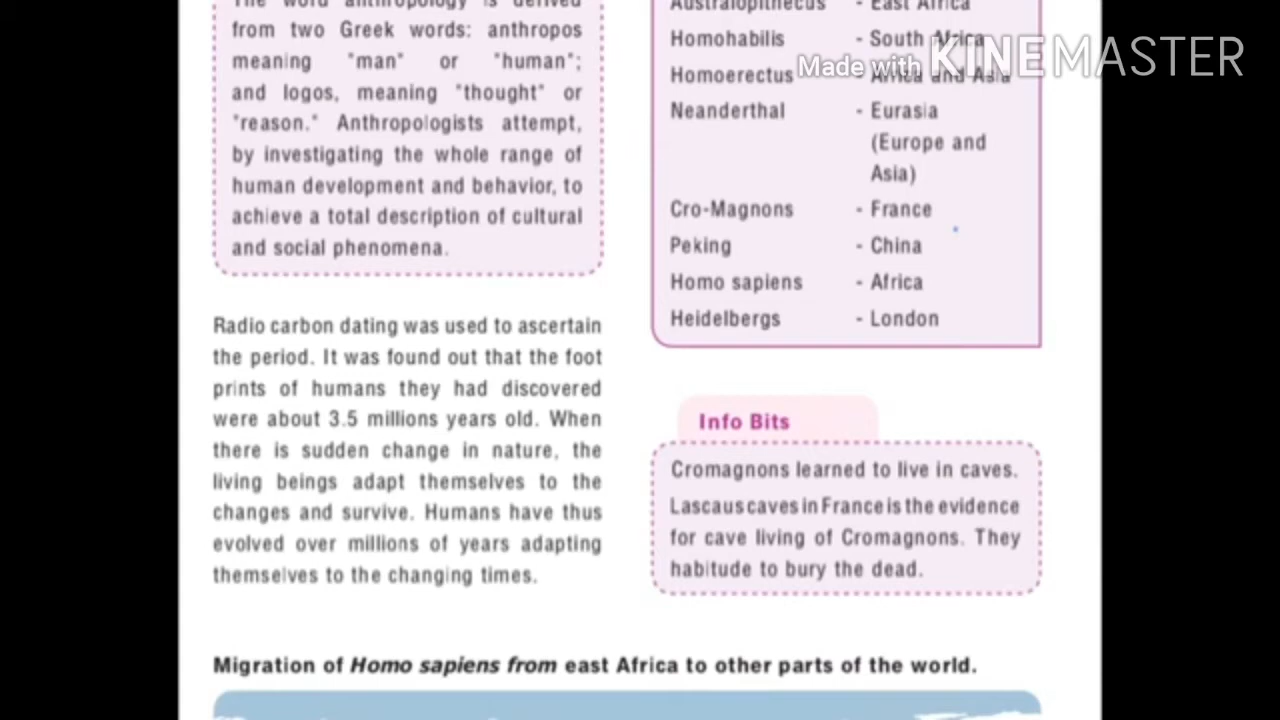 The word anthropology is derived
from two Greek words: anthropos
meaning "man" or "human";
and logos, meaning "thought" or
"reason." Anthropologists attempt,
by investigating the whole range of
human development and behavior, to
achieve a total description of cultural
and social phenomena.
Radio carbon dating was used to ascertain
the period. It was found out that the foot
prints of humans they had discovered
were about 3.5 millions years old. When
there is sudden change in nature, the
living beings adapt themselves to the
changes and survive. Humans have thus
evolved over millions of years adapting
themselves to the changing times.
Australopithecus - East Africa
Homohabilis - South Africa
Homoerectus - Africa and Asia
Neanderthal - Eurasia
(Europe and
Asia)
Cro-Magnons - France
Peking - China
Homo sapiens - Africa
Heidelbergs - London
Made with KINEMASTER
Info Bits
Cromagnons learned to live in caves.
Lascaus caves in France is the evidence
for cave living of Cromagnons. They
habitude to bury the dead.
Migration of Homo sapiens from east Africa to other parts of the world.